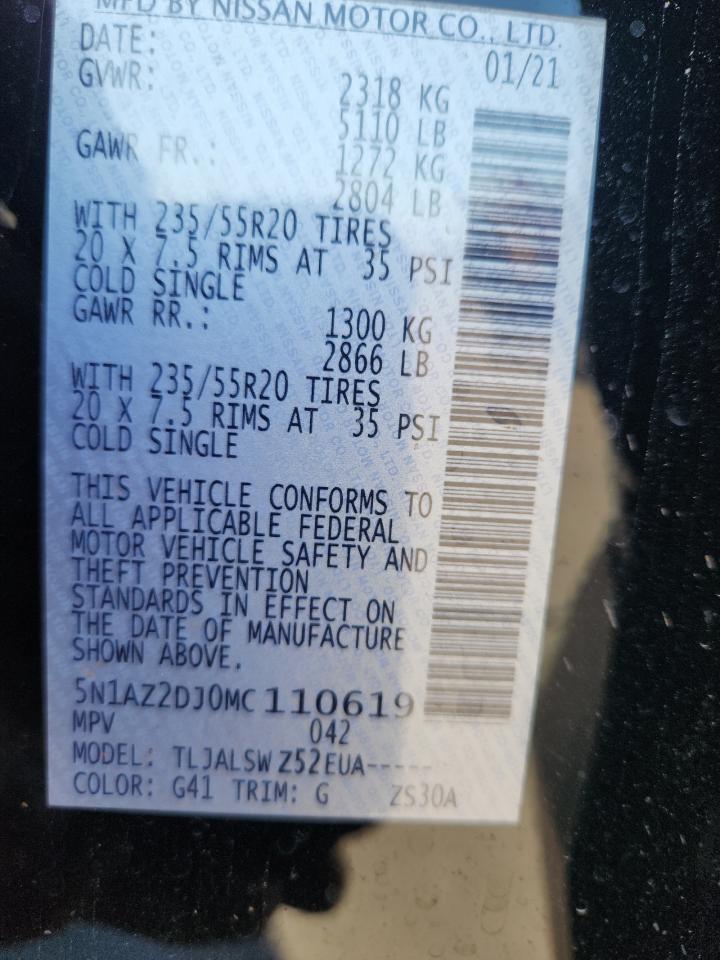 MFD BY NISSAN MOTOR CO., LTD.
DATE: 01/21
GVWR: 2318 KG
5110 LB
GAWR FR.: 1272 KG
2804 LB
WITH 235/55R20 TIRES
20 X 7.5 RIMS AT 35 PSI
COLD SINGLE
GAWR RR.: 1300 KG
2866 LB
WITH 235/55R20 TIRES
20 X 7.5 RIMS AT 35 PSI
COLD SINGLE
THIS VEHICLE CONFORMS TO
ALL APPLICABLE FEDERAL
MOTOR VEHICLE SAFETY AND
THEFT PREVENTION
STANDARDS IN EFFECT ON
THE DATE OF MANUFACTURE
SHOWN ABOVE.
5N1AZ2DJ0MC110619
MPV 042
MODEL: TLJALSW Z52EUA-----
COLOR: G41 TRIM: G ZS30A